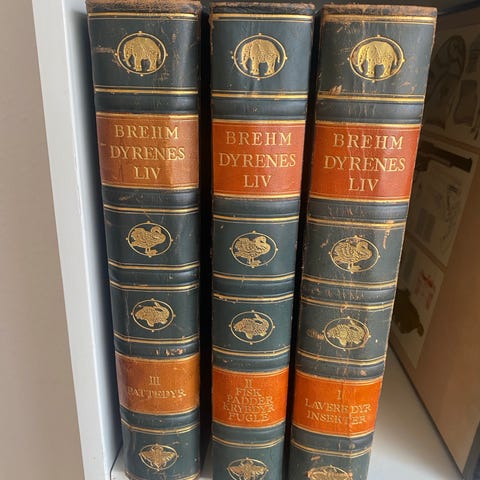 BREHM
DYRENES
LIV
III
PATTEDYR
BREHM
DYRENES
LIV
II
FISK
PADDER
KRYBDYR
FUGLE
BREHM
DYRENES
LIV
I
LAVERE DYR
INSEKTER